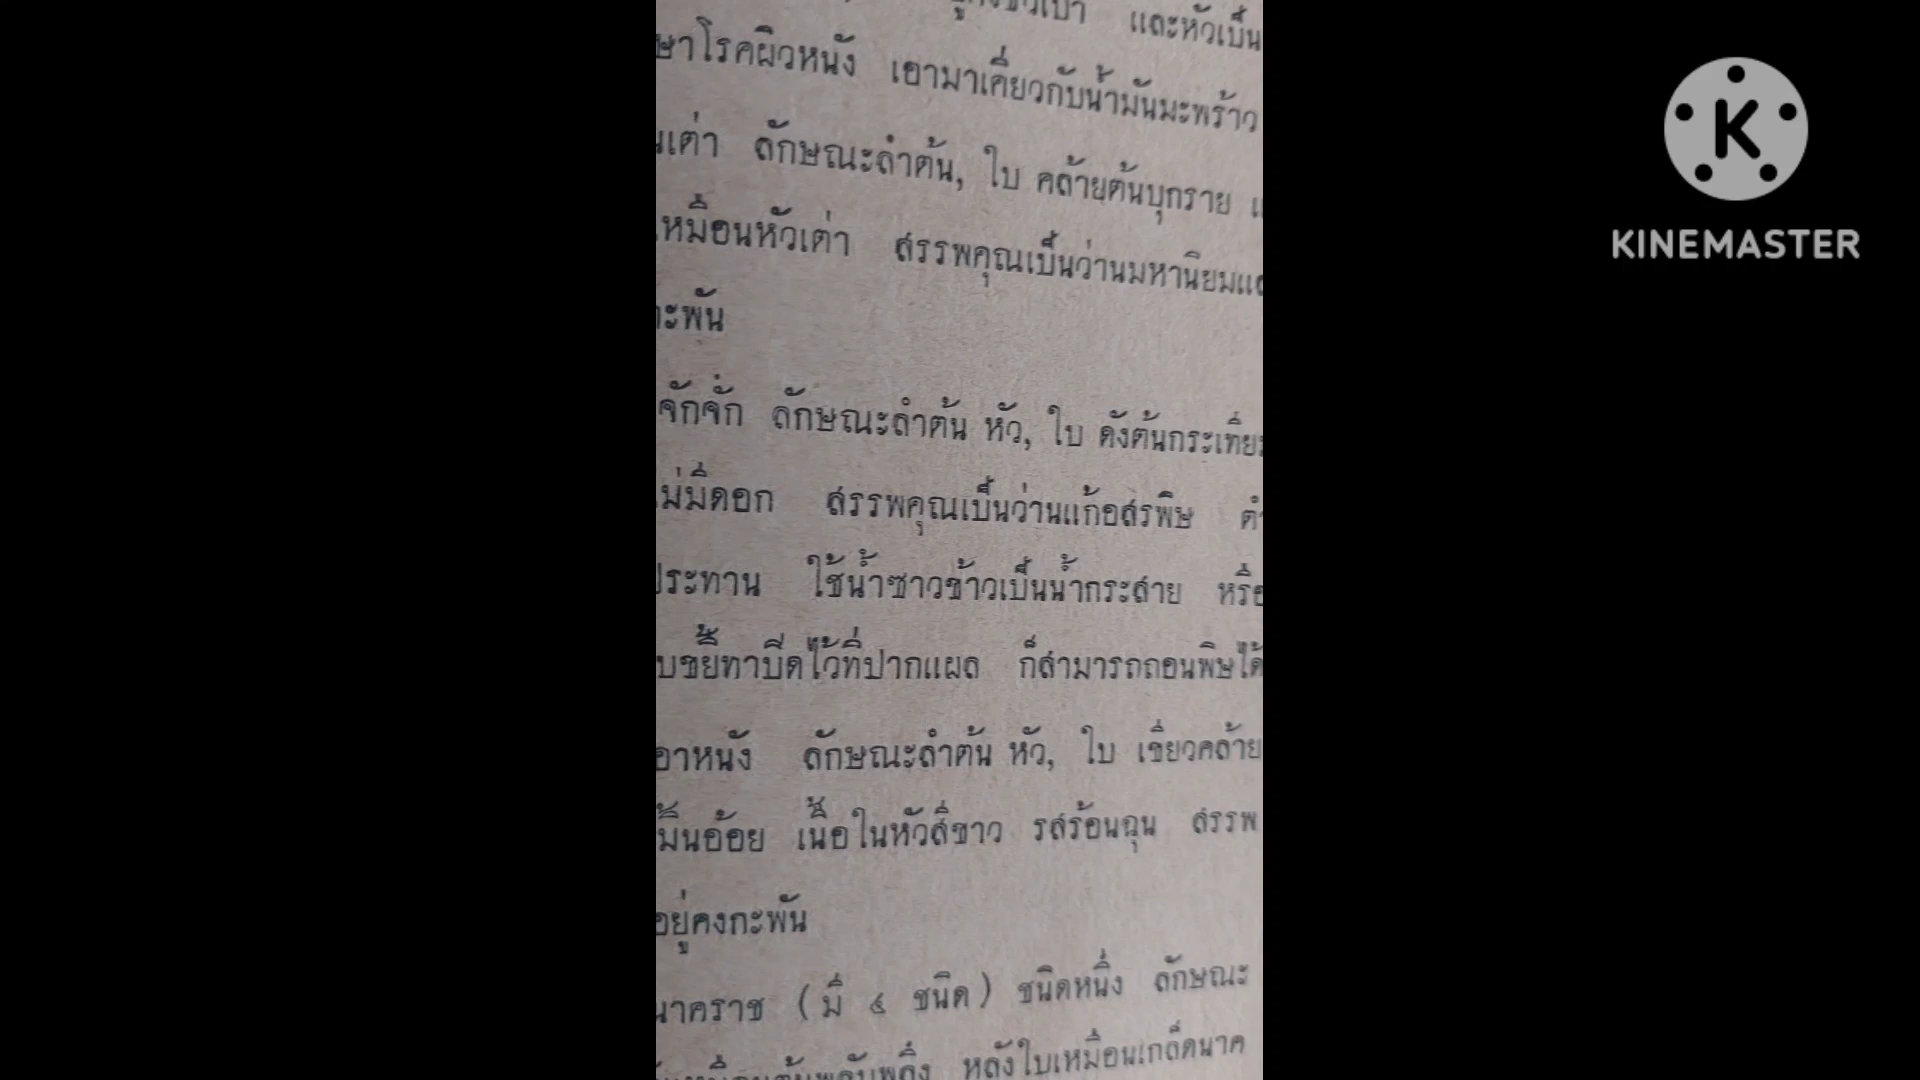 และหัวเป็น
ษาโรคผิวหนัง เอามาเคี่ยวกับน้ำมันมะพร้าว
นเต่า ลักษณะลำต้น, ใบ คล้ายต้นบุกราย แ
เหมือนหัวเต่า สรรพคุณเป็นว่านมหานิยมแล
ะพัน
จักจั่ก ลักษณะลำต้น หัว, ใบ ดังต้นกระเทียม
ไม่มีดอก สรรพคุณเป็นว่านแก้อสรพิษ ตำ
ประทาน ใช้น้ำซาวข้าวเป็นน้ำกระสาย หรือ
บขยี้ทาปิดไว้ที่ปากแผล ก็สามารถถอนพิษได้
อาหนัง ลักษณะลำต้น หัว, ใบ เขียวคล้าย
มิ้นอ้อย เนื้อในหัวสีขาว รสร้อนฉุน สรรพ
อยู่คงกะพัน
นาคราช (มี ๔ ชนิด) ชนิดหนึ่ง ลักษณะ
หลังใบเหมือนเกล็ดนาค
K
KINEMASTER